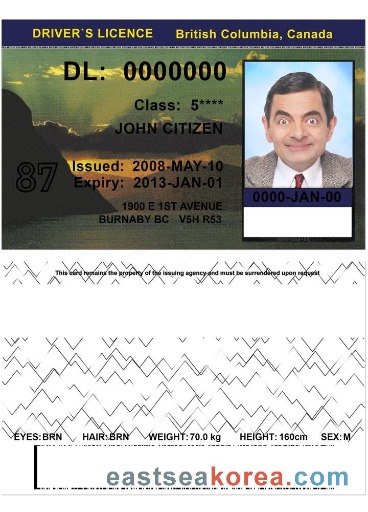 DRIVER`S LICENCE British Columbia, Canada
DL: 0000000
Class: 5****
JOHN CITIZEN
87
Issued: 2008-MAY-10
Expiry: 2013-JAN-01
0000-JAN-00
1900 E 1ST AVENUE
BURNABY BC V5H R53
This card remains the property of the issuing agency and must be surrendered upon request
EYES: BRN HAIR: BRN WEIGHT: 70.0 kg HEIGHT: 160cm SEX: M
eastseakorea.com